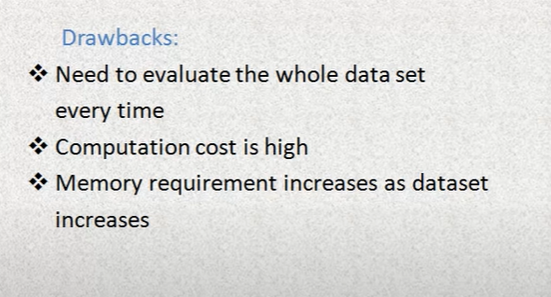 Drawbacks:
❖ Need to evaluate the whole data set
every time
❖ Computation cost is high
❖ Memory requirement increases as dataset
increases